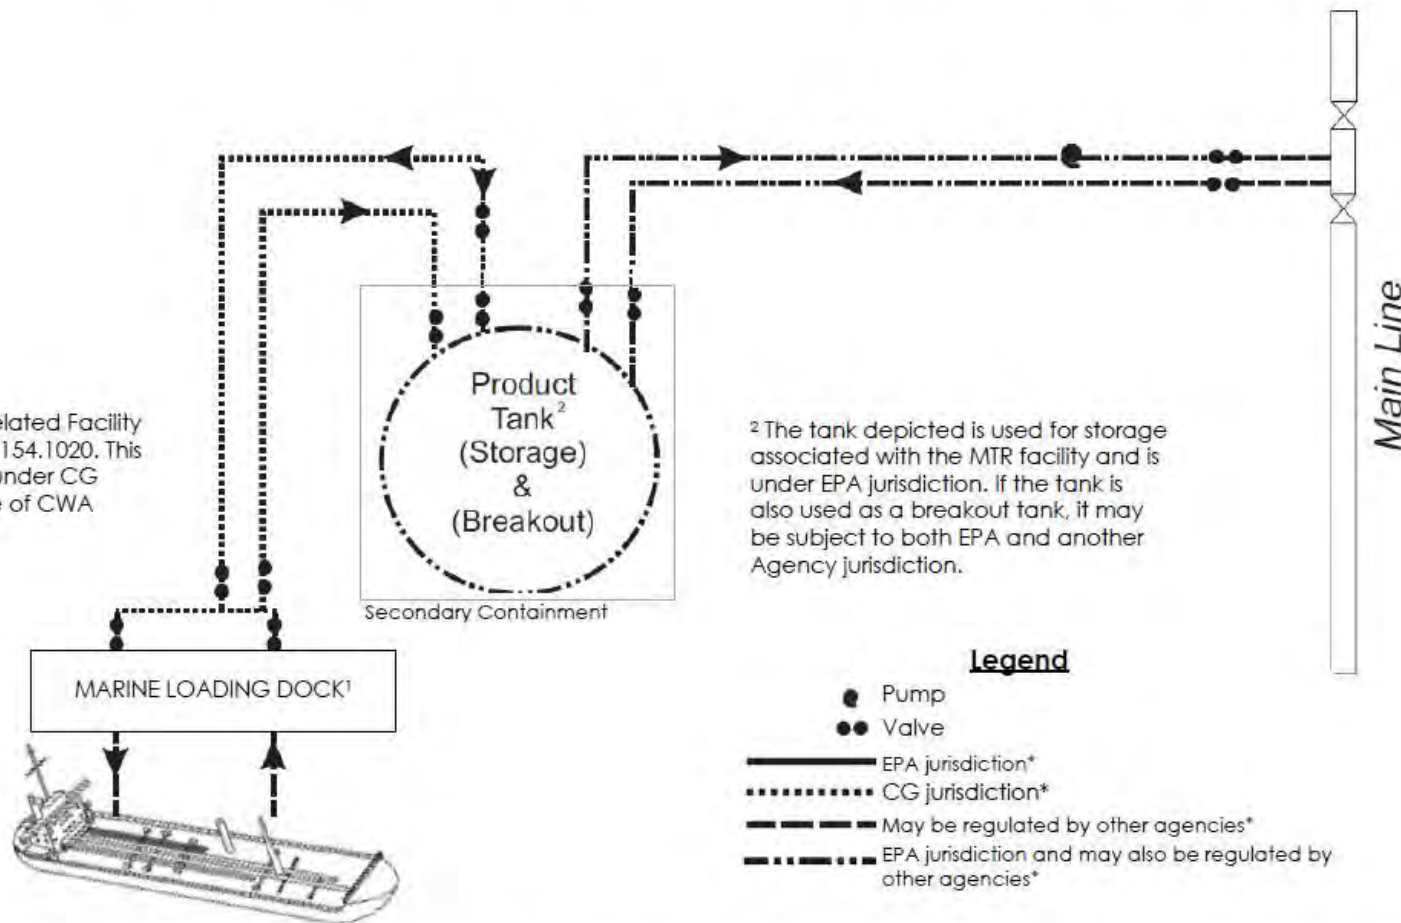 elated Facility
154.1020. This
under CG
e of CWA
Product
Tank²
(Storage)
&
(Breakout)
Secondary Containment
MARINE LOADING DOCK¹
² The tank depicted is used for storage
associated with the MTR facility and is
under EPA jurisdiction. If the tank is
also used as a breakout tank, it may
be subject to both EPA and another
Agency jurisdiction.
Main Line
Legend
Pump
Valve
EPA jurisdiction*
CG jurisdiction*
May be regulated by other agencies*
EPA jurisdiction and may also be regulated by
other agencies*